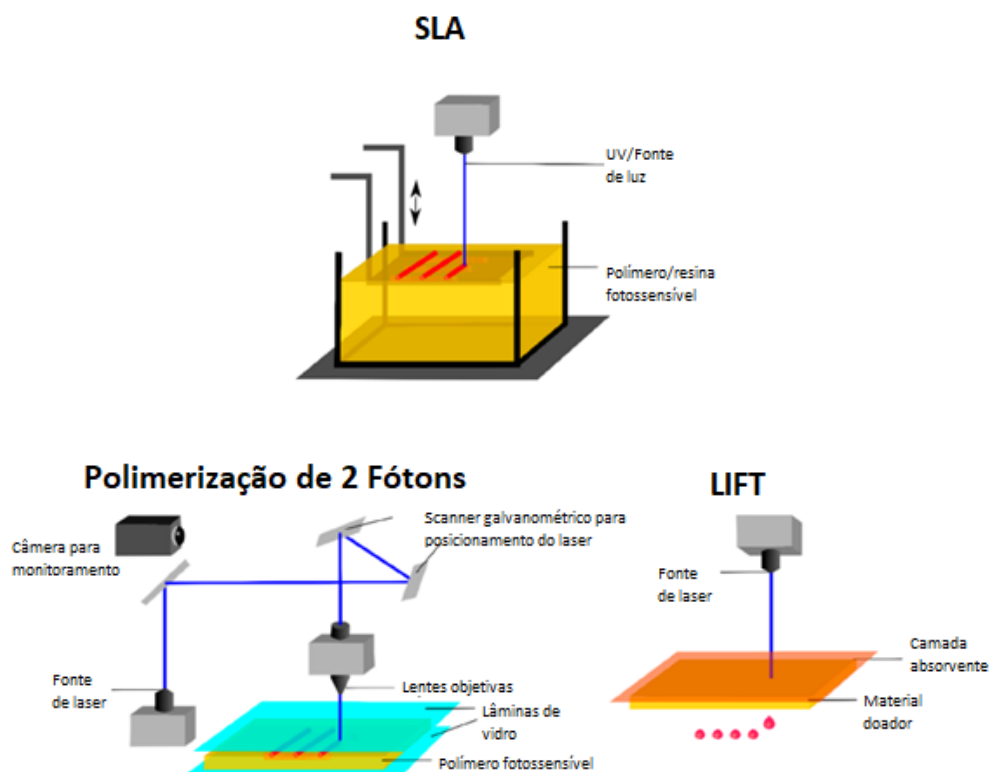 SLA
UV/Fonte
de luz
Polímero/resina
fotossensível
Polimerização de 2 Fótons
Scanner galvanométrico para
posicionamento do laser
Câmera para
monitoramento
Fonte
de laser
Lentes objetivas
Lâminas de
vidro
Polímero fotossensível
LIFT
Fonte
de laser
Camada
absorvente
Material
doador